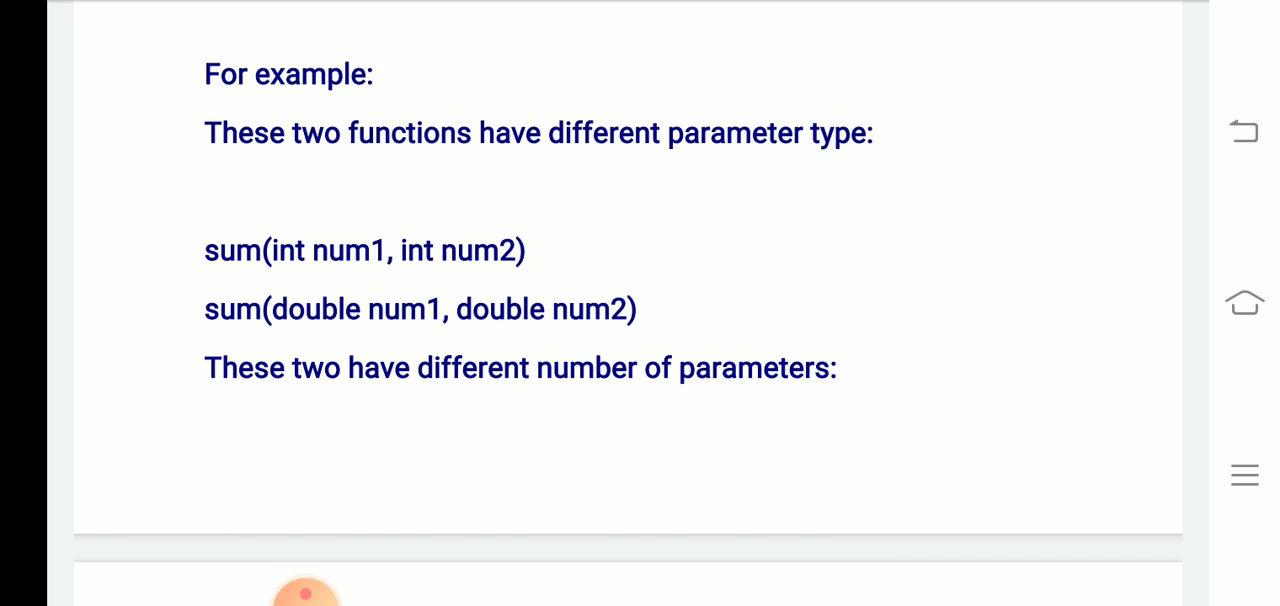 For example:
These two functions have different parameter type:
sum(int num1, int num2)
sum(double num1, double num2)
These two have different number of parameters: